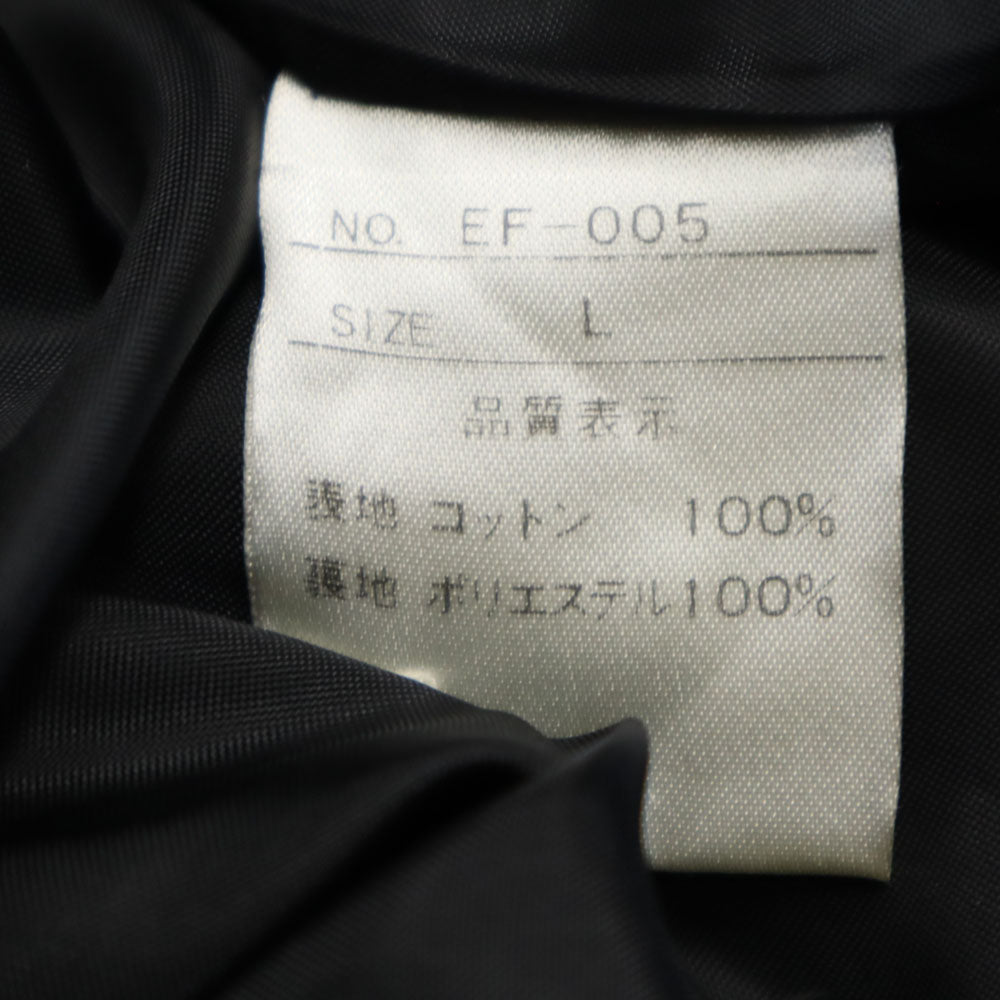 NO. EF-005
SIZE L
品質表示
表地 コットン 100%
裏地 ポリエステル100%